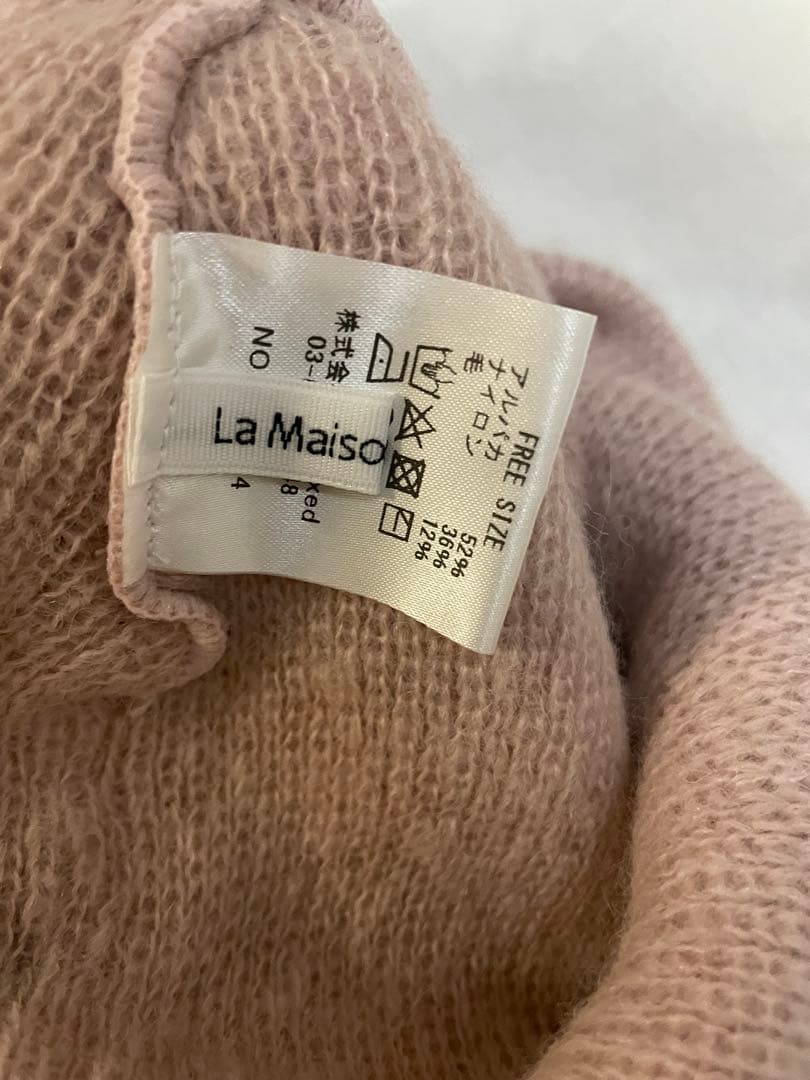 FREE SIZE
アルパカ 52%
ナイロン 36%
毛 12%
株式会
03-
8
xed
NO
4
La Maiso